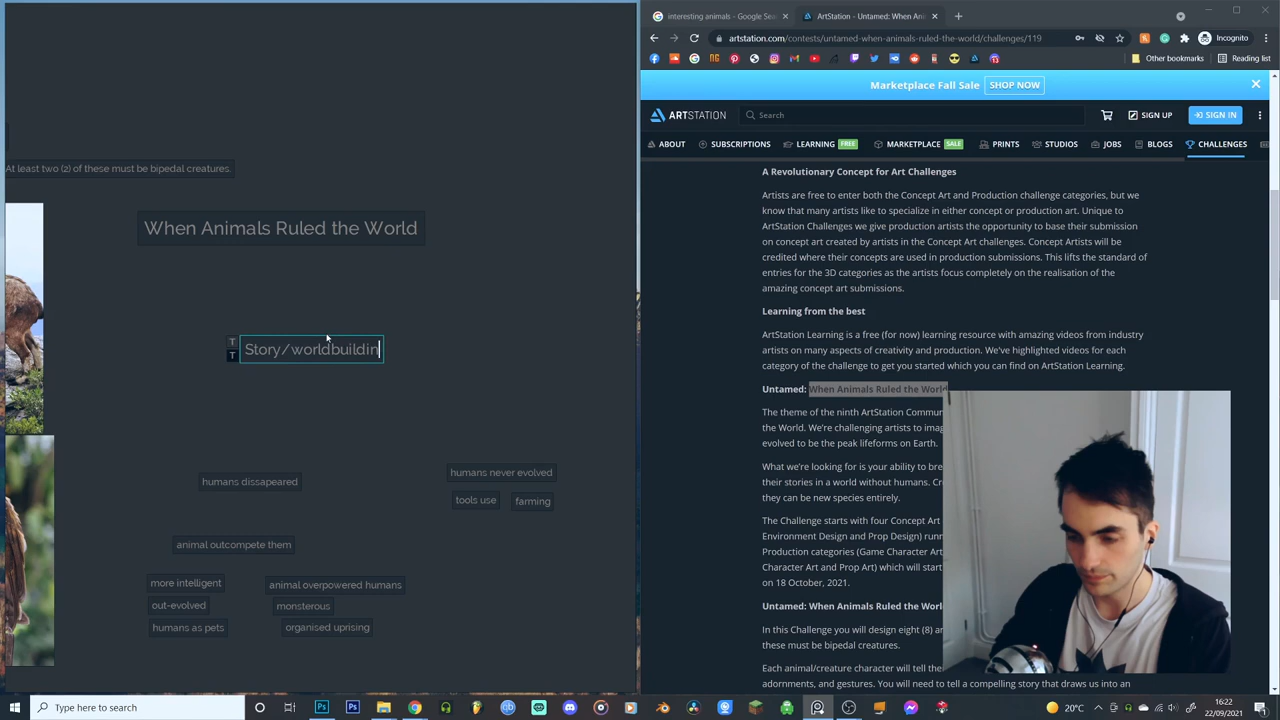 At least two (2) of these must be bipedal creatures.
When Animals Ruled the World
T
T
Story/worldbuildin
humans dissapeared
humans never evolved
tools use
farming
animal outcompete them
more intelligent
out-evolved
humans as pets
animal overpowered humans
monsterous
organised uprising
interesting animals - Google Sea
ArtStation - Untamed: When Ani
artstation.com/contests/untamed-when-animals-ruled-the-world/challenges/119
Incognito
Other bookmarks
Reading list
Marketplace Fall Sale
SHOP NOW
ARTSTATION
Search
SIGN UP
SIGN IN
ABOUT
SUBSCRIPTIONS
LEARNING FREE
MARKETPLACE SALE
PRINTS
STUDIOS
JOBS
BLOGS
CHALLENGES
A Revolutionary Concept for Art Challenges
Artists are free to enter both the Concept Art and Production challenge categories, but we
know that many artists like to specialize in either concept or production art. Unique to
ArtStation Challenges we give production artists the opportunity to base their submission
on concept art created by artists in the Concept Art challenges. Concept Artists will be
credited where their concepts are used in production submissions. This lifts the standard of
entries for the 3D categories as the artists focus completely on the realisation of the
amazing concept art submissions.
Learning from the best
ArtStation Learning is a free (for now) learning resource with amazing videos from industry
artists on many aspects of creativity and production. We've highlighted videos for each
category of the challenge to get you started which you can find on ArtStation Learning.
Untamed: When Animals Ruled the World
The theme of the ninth ArtStation Commun
the World. We're challenging artists to imag
evolved to be the peak lifeforms on Earth.
What we're looking for is your ability to bre
their stories in a world without humans. Cr
they can be new species entirely.
The Challenge starts with four Concept Art
Environment Design and Prop Design) runn
Production categories (Game Character Art
Character Art and Prop Art) which will start
on 18 October, 2021.
Untamed: When Animals Ruled the World
In this Challenge you will design eight (8) an
these must be bipedal creatures.
Each animal/creature character will tell the
adornments, and gestures. You will need to tell a compelling story that draws us into an
Type here to search
20°C
16:22
22/09/2021